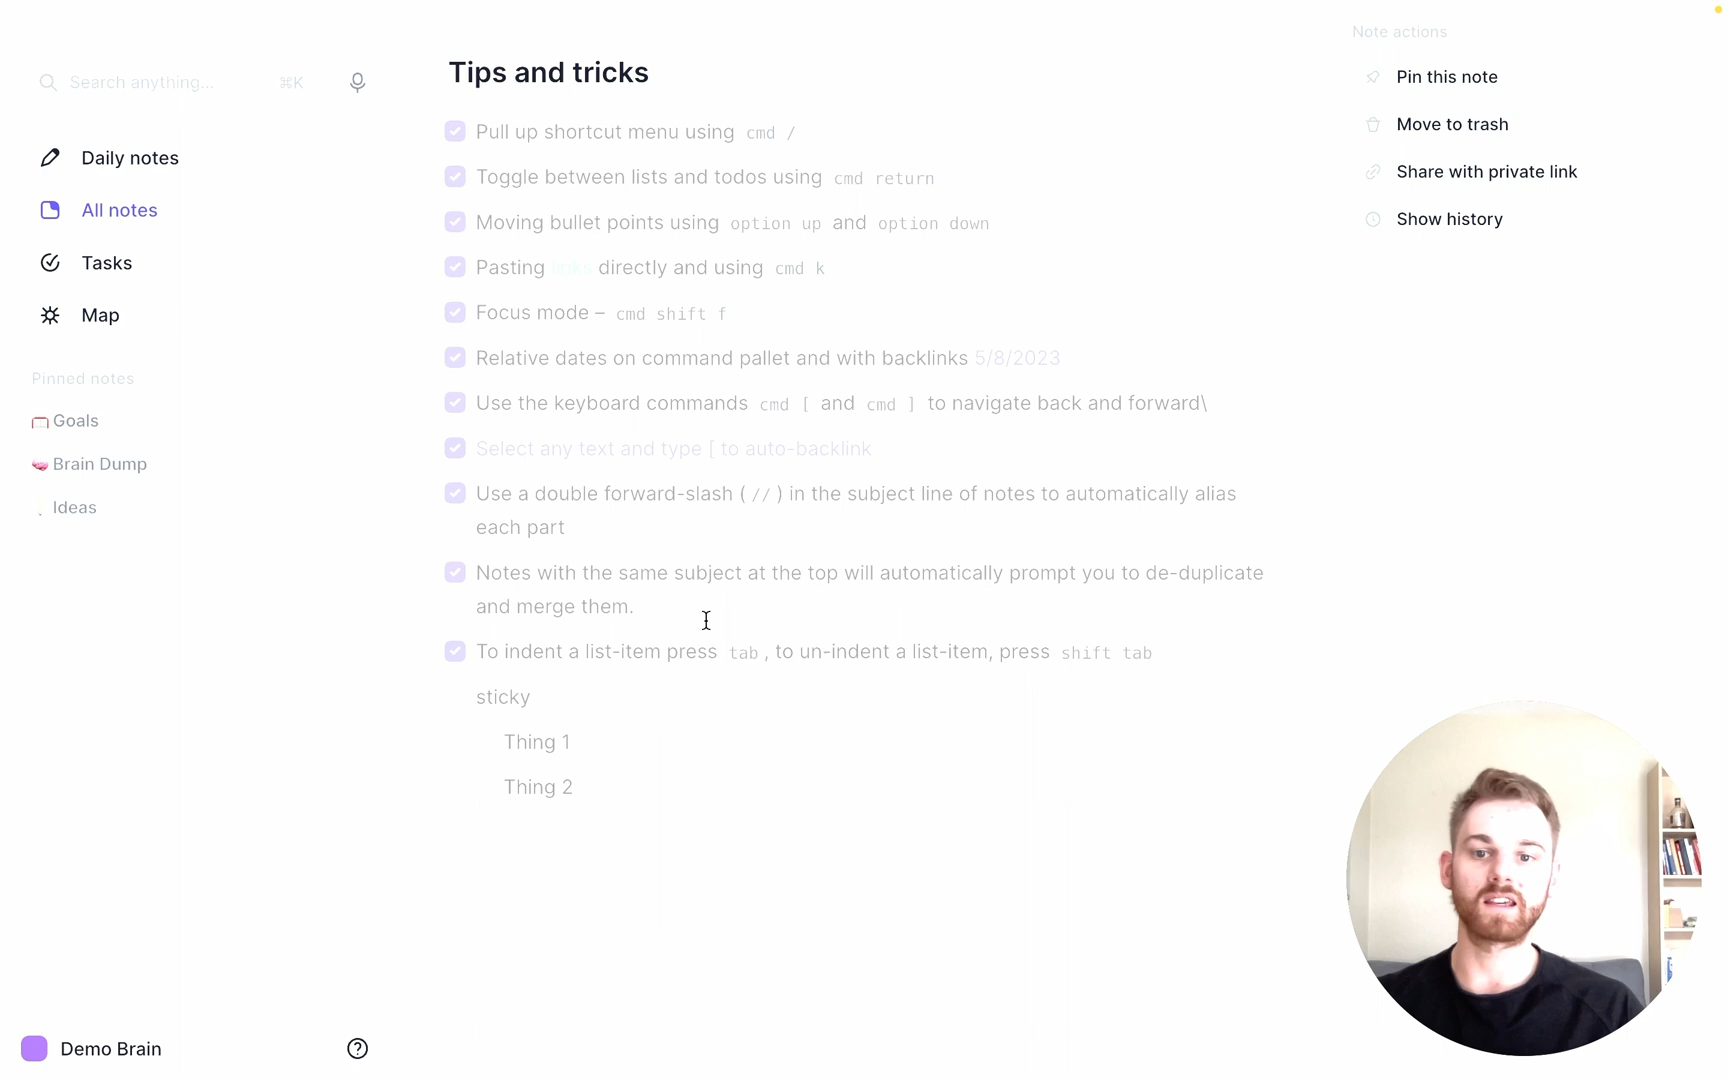 Search anything...
⌘K
Daily notes
All notes
Tasks
Map
Pinned notes
Goals
Brain Dump
Ideas
Demo Brain
Tips and tricks
Pull up shortcut menu using cmd /
Toggle between lists and todos using cmd return
Moving bullet points using option up and option down
Pasting links directly and using cmd k
Focus mode – cmd shift f
Relative dates on command pallet and with backlinks 5/8/2023
Use the keyboard commands cmd [ and cmd ] to navigate back and forward\
Select any text and type [ to auto-backlink
Use a double forward-slash ( // ) in the subject line of notes to automatically alias
each part
Notes with the same subject at the top will automatically prompt you to de-duplicate
and merge them.
To indent a list-item press tab , to un-indent a list-item, press shift tab
sticky
Thing 1
Thing 2
Note actions
Pin this note
Move to trash
Share with private link
Show history